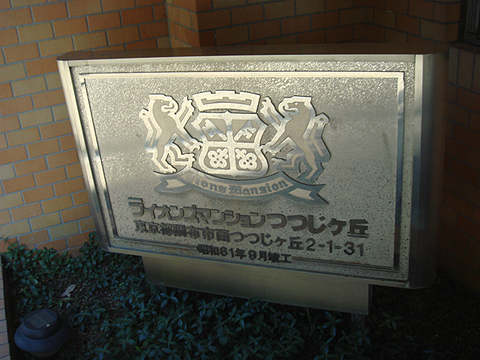 Lions Mansion
ライオンズマンションつつじケ丘
東京都調布市西つつじケ丘2-1-31
昭和61年9月竣工